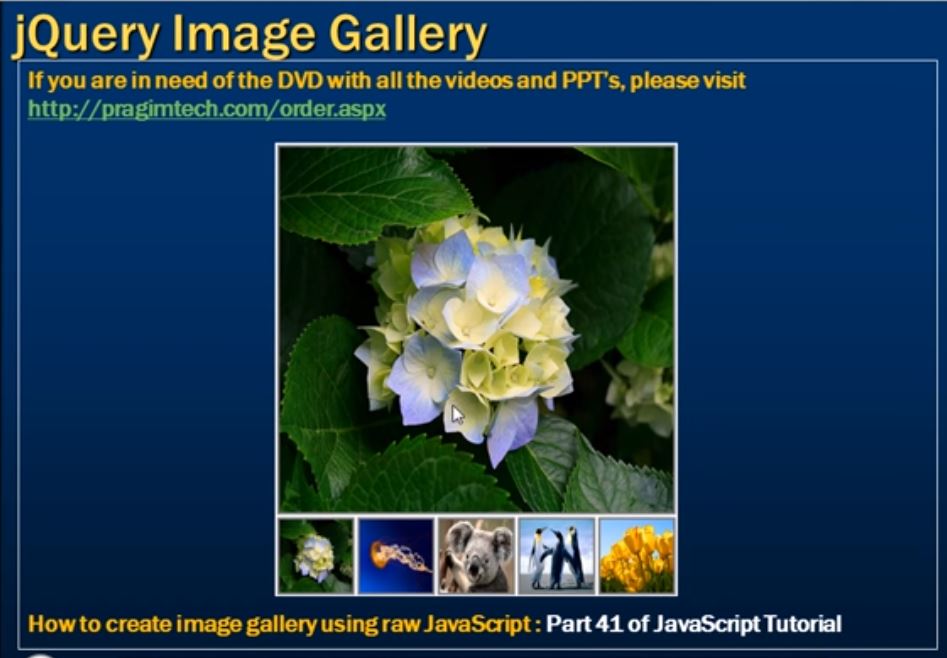 jQuery Image Gallery
If you are in need of the DVD with all the videos and PPT's, please visit
http://pragimtech.com/order.aspx
How to create image gallery using raw JavaScript : Part 41 of JavaScript Tutorial